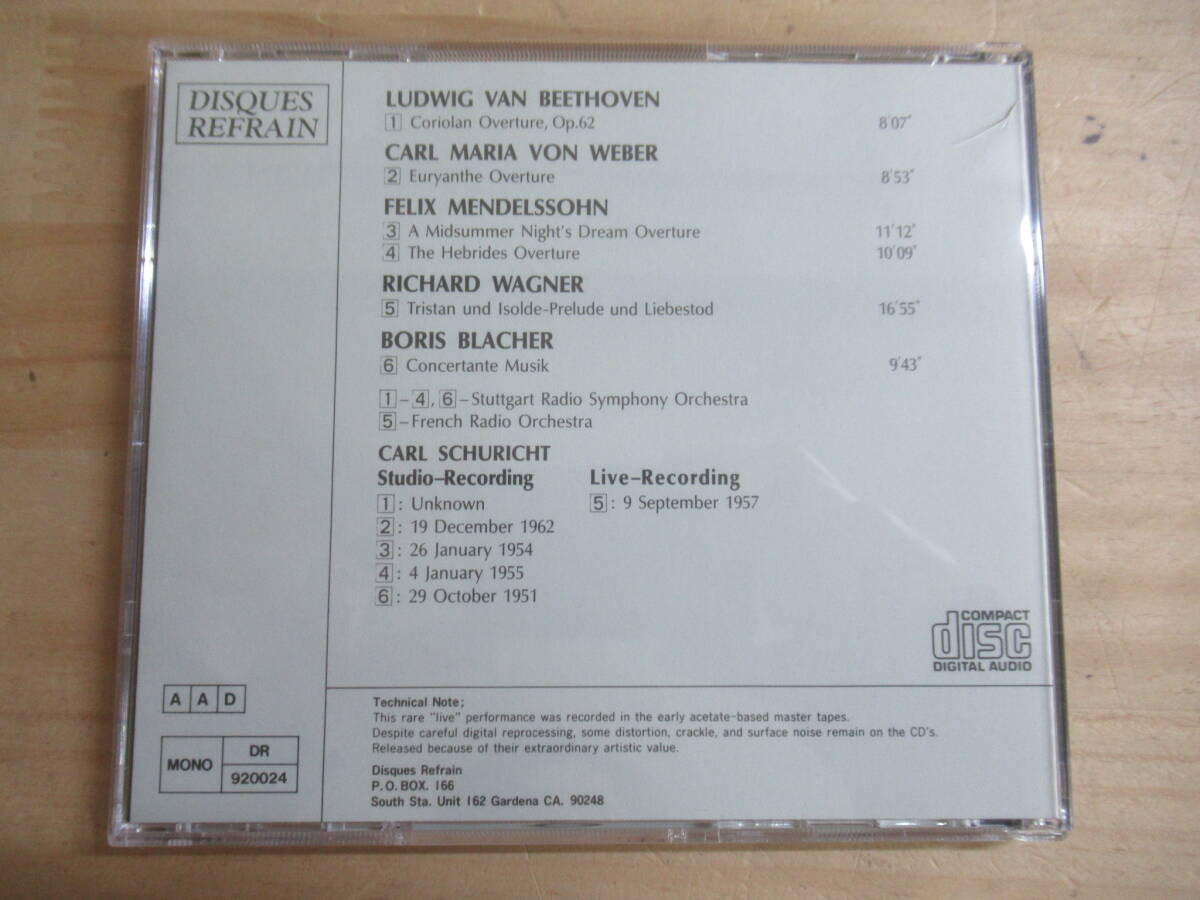 DISQUES
REFRAIN
LUDWIG VAN BEETHOVEN
1 Coriolan Overture, Op.62 8'07"
CARL MARIA VON WEBER
2 Euryanthe Overture 8'53"
FELIX MENDELSSOHN
3 A Midsummer Night's Dream Overture 11'12"
4 The Hebrides Overture 10'09"
RICHARD WAGNER
5 Tristan und Isolde-Prelude und Liebestod 16'55"
BORIS BLACHER
6 Concertante Musik 9'43"
1–4, 6–Stuttgart Radio Symphony Orchestra
5–French Radio Orchestra
CARL SCHURICHT
Studio–Recording Live–Recording
1: Unknown 5: 9 September 1957
2: 19 December 1962
3: 26 January 1954
4: 4 January 1955
6: 29 October 1951
COMPACT
disc
DIGITAL AUDIO
A A D
MONO DR
920024
Technical Note;
This rare "live" performance was recorded in the early acetate-based master tapes.
Despite careful digital reprocessing, some distortion, crackle, and surface noise remain on the CD's.
Released because of their extraordinary artistic value.
Disques Refrain
P.O.BOX. 166
South Sta. Unit 162 Gardena CA. 90248